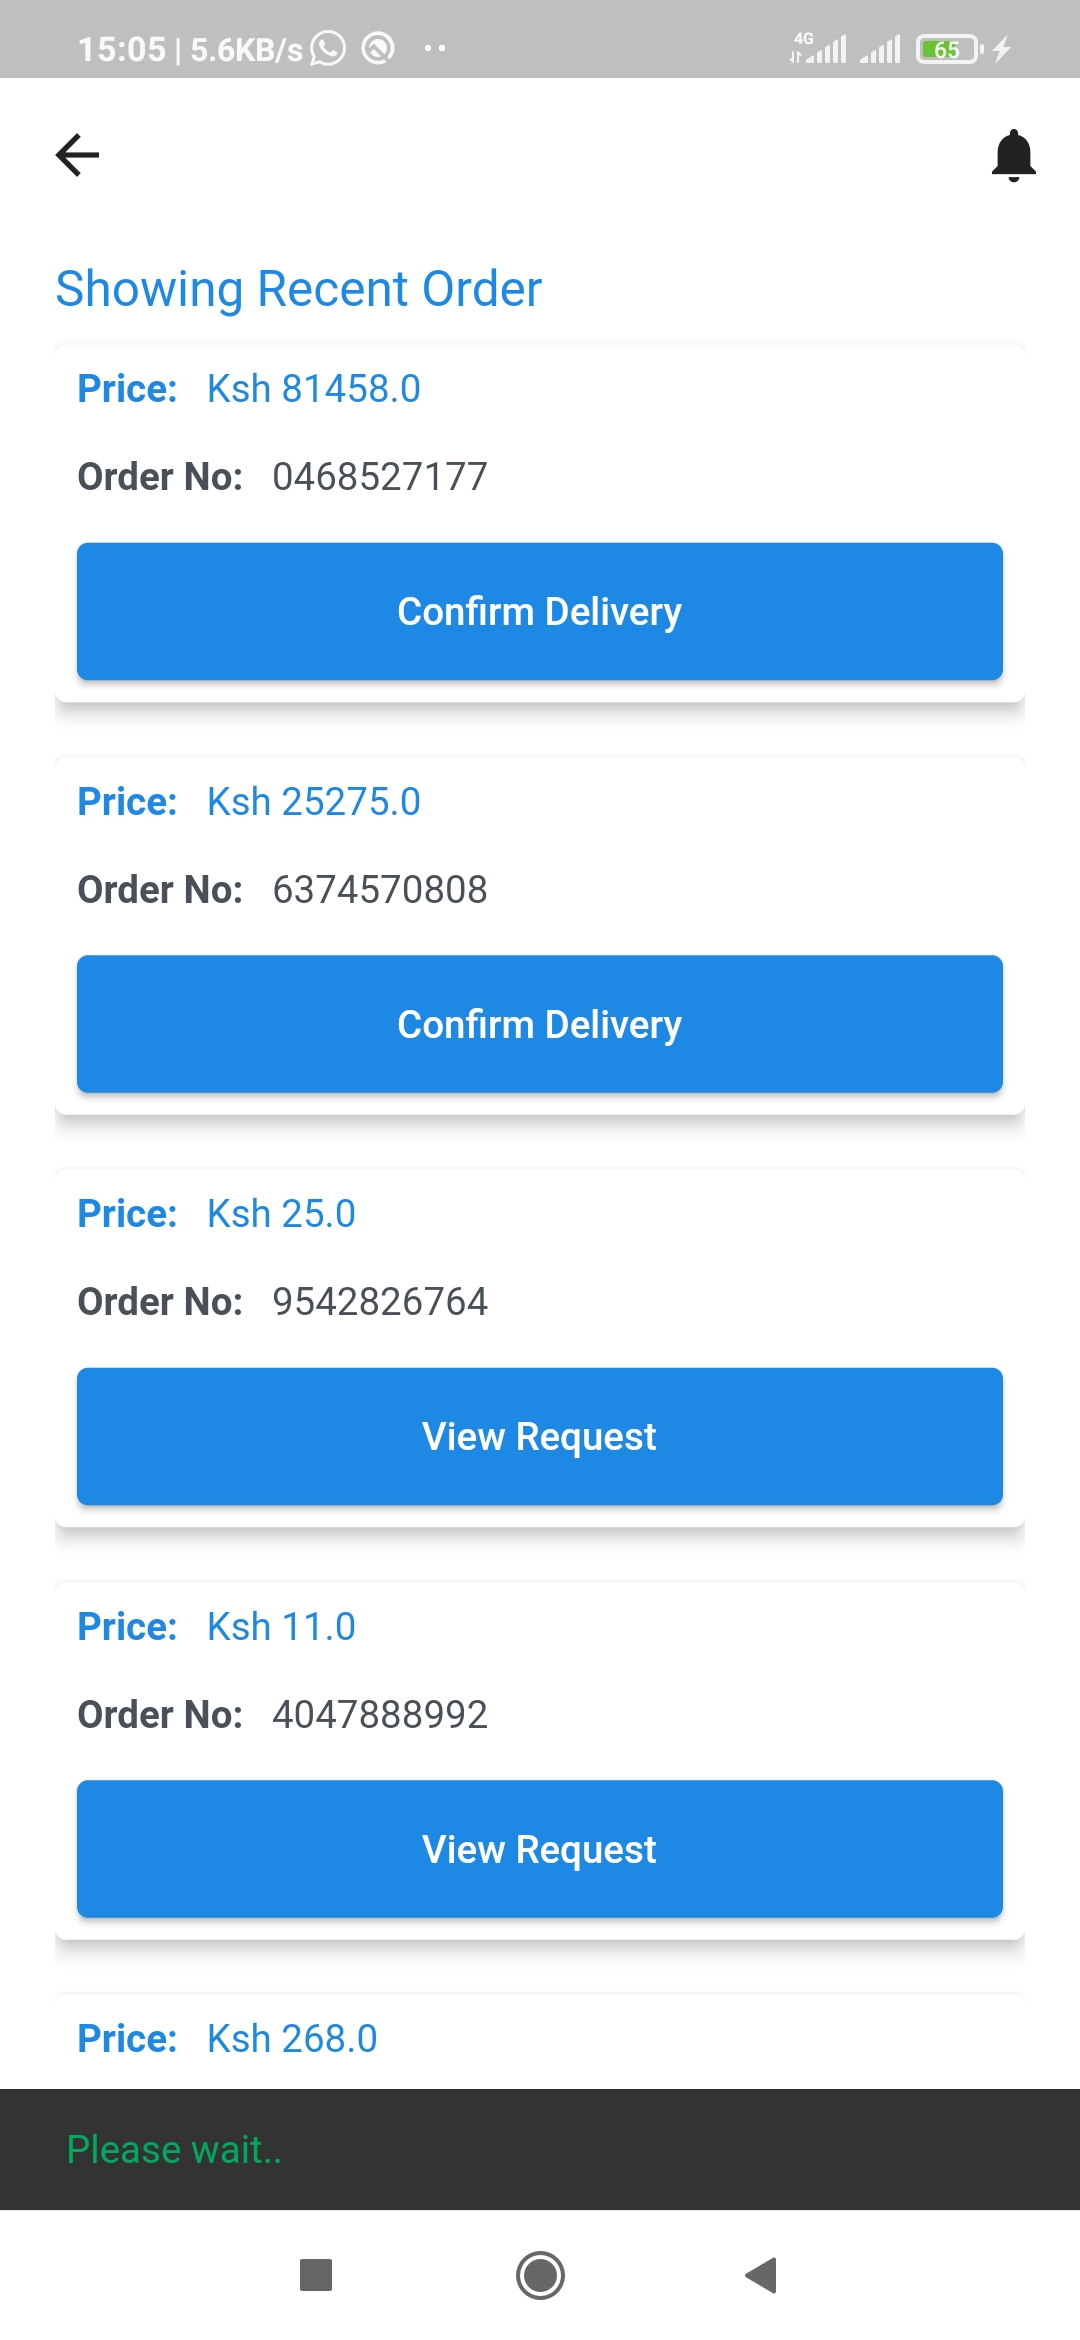 15:05 | 5.6KB/s 4G 65
Showing Recent Order
Price: Ksh 81458.0
Order No: 0468527177
Confirm Delivery
Price: Ksh 25275.0
Order No: 6374570808
Confirm Delivery
Price: Ksh 25.0
Order No: 9542826764
View Request
Price: Ksh 11.0
Order No: 4047888992
View Request
Price: Ksh 268.0
Please wait..